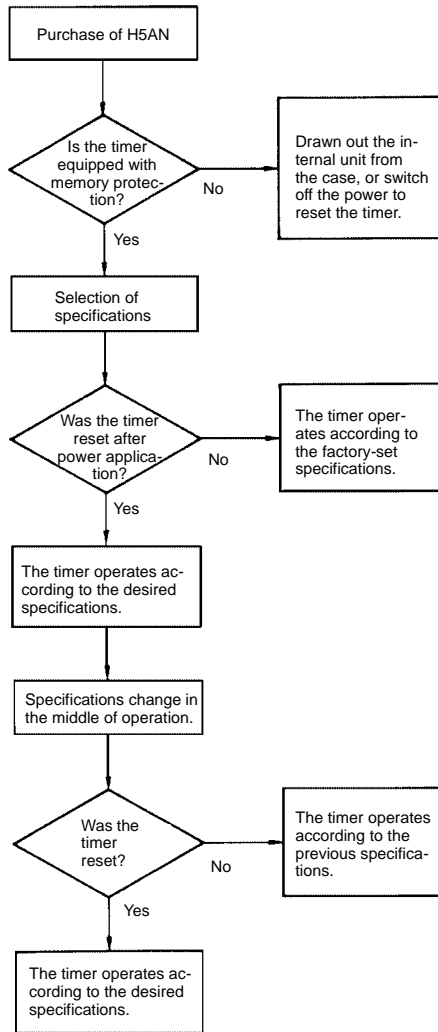 Purchase of H5AN
Is the timer
equipped with
memory protec-
tion?
No
Drawn out the in-
ternal unit from
the case, or switch
off the power to
reset the timer.
Yes
Selection of
specifications
Was the timer
reset after
power applica-
tion?
No
The timer oper-
ates according to
the factory-set
specifications.
Yes
The timer operates ac-
cording to the desired
specifications.
Specifications change in
the middle of operation.
Was the
timer
reset?
No
The timer operates
according to the
previous specifica-
tions.
Yes
The timer operates ac-
cording to the desired
specifications.